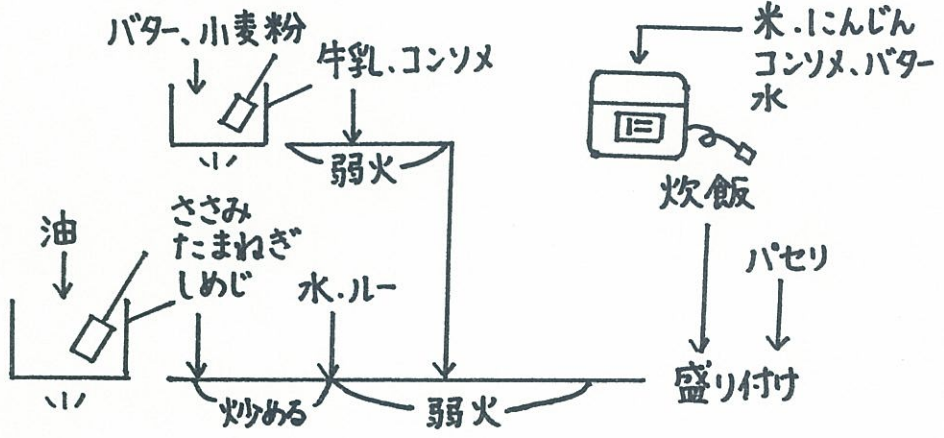 バター、小麦粉
牛乳、コンソメ
弱火
油
ささみ
たまねぎ
しめじ
水・ルー
炒める
弱火
米・にんじん
コンソメ、バター
水
炊飯
パセリ
盛り付け